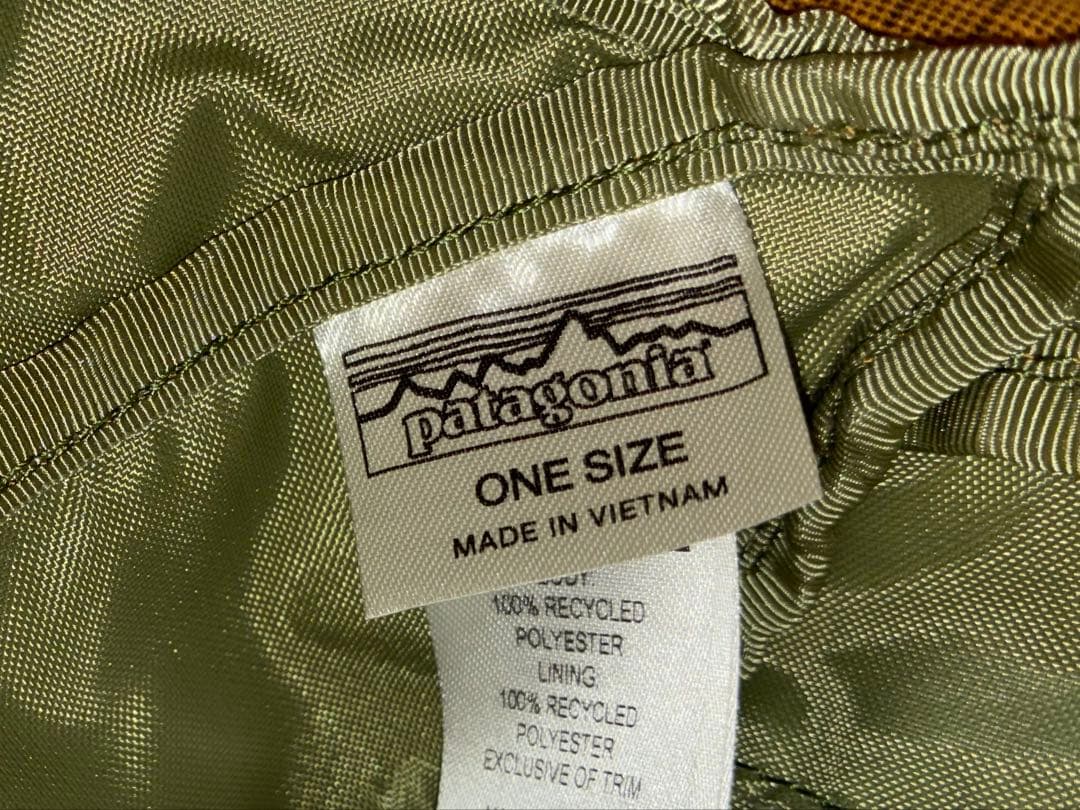 patagonia
ONE SIZE
MADE IN VIETNAM
100% RECYCLED
POLYESTER
LINING
100% RECYCLED
POLYESTER
EXCLUSIVE OF TRIM